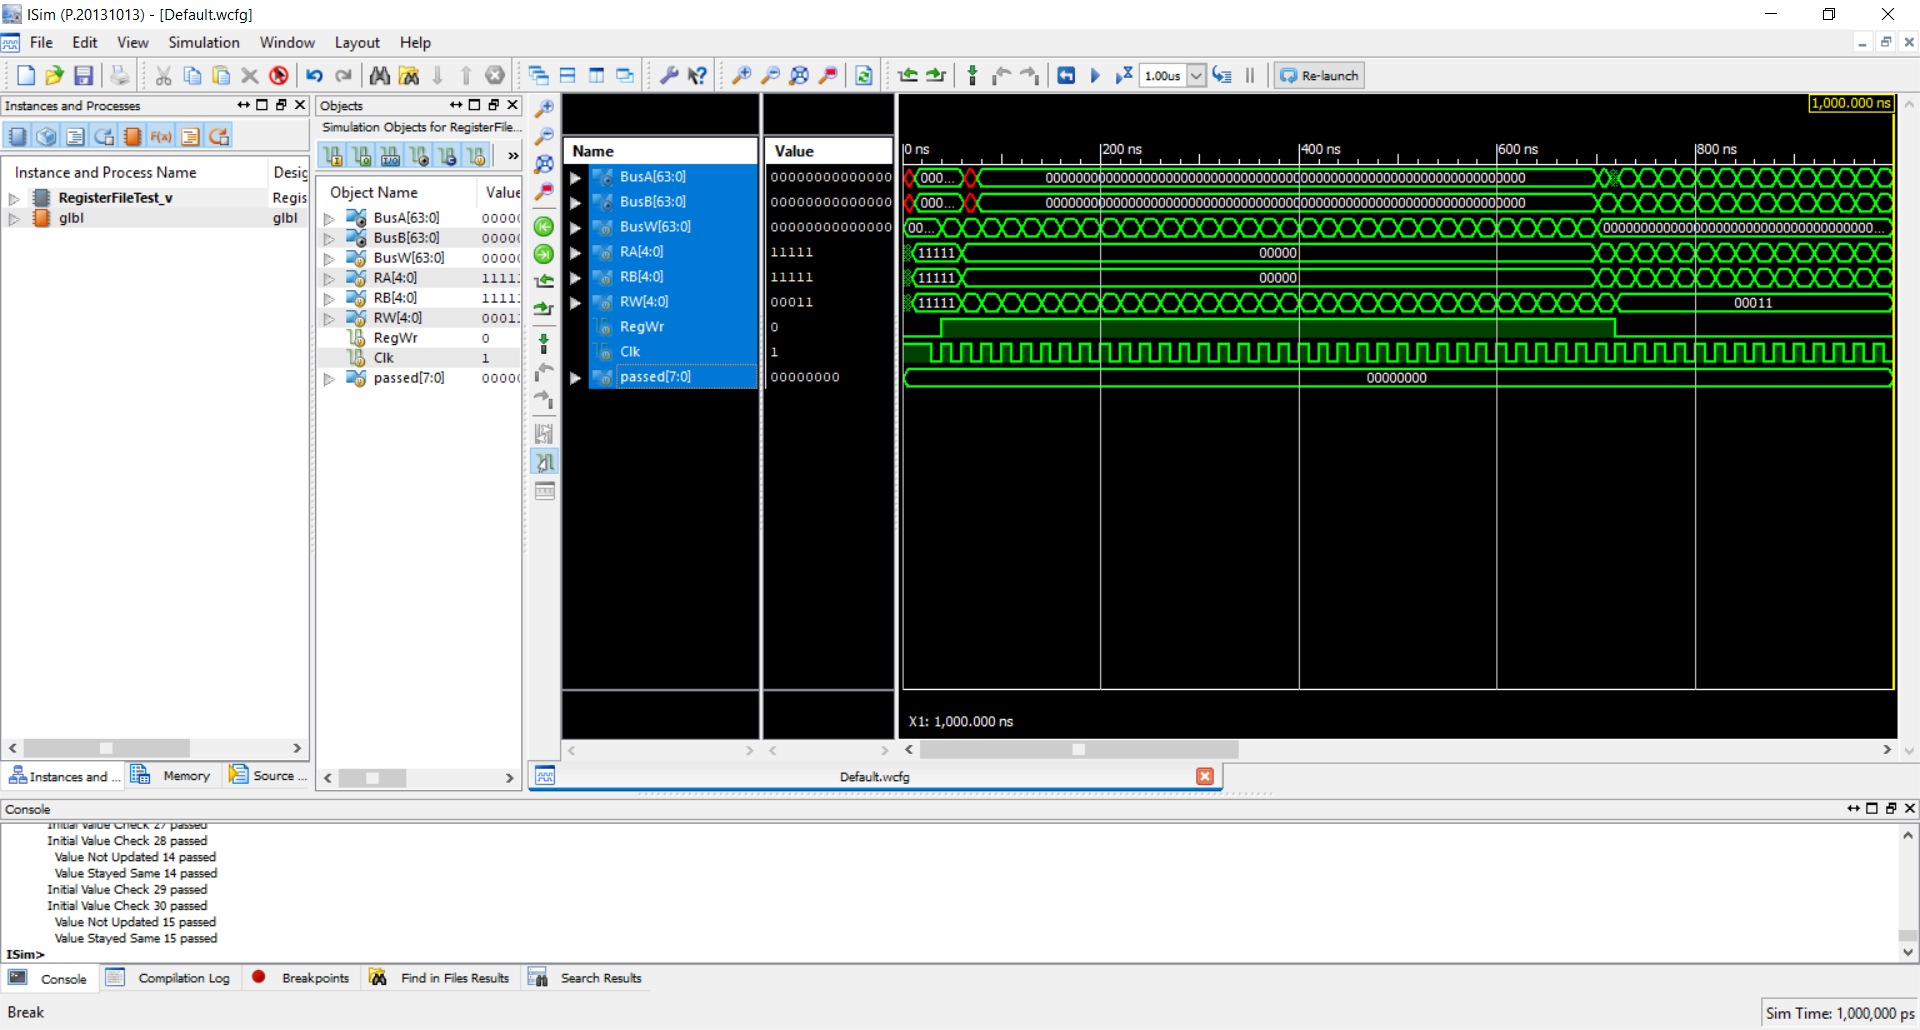 ISim (P.20131013) - [Default.wcfg]
File Edit View Simulation Window Layout Help
1.00us Re-launch
Instances and Processes
Instance and Process Name Desig
RegisterFileTest_v Regis
glbl glbl
Instances and ... Memory Source ...
Objects
Simulation Objects for RegisterFile...
Object Name Value
BusA[63:0] 0000(
BusB[63:0] 0000(
BusW[63:0] 0000(
RA[4:0] 1111:
RB[4:0] 1111:
RW[4:0] 0001:
RegWr 0
Clk 1
passed[7:0] 0000(
Name Value
BusA[63:0] 00000000000000
BusB[63:0] 00000000000000
BusW[63:0] 00000000000000
RA[4:0] 11111
RB[4:0] 11111
RW[4:0] 00011
RegWr 0
Clk 1
passed[7:0] 00000000
1,000.000 ns
0 ns 200 ns 400 ns 600 ns 800 ns
000... 0000000000000000000000000000000000000000000000000000000000000000
000... 0000000000000000000000000000000000000000000000000000000000000000
00... 000000000000000000000000000000000000...
11111 00000
11111 00000
11111 00011
00000000
X1: 1,000.000 ns
Default.wcfg
Console
Initial Value Check 27 passed
Initial Value Check 28 passed
Value Not Updated 14 passed
Value Stayed Same 14 passed
Initial Value Check 29 passed
Initial Value Check 30 passed
Value Not Updated 15 passed
Value Stayed Same 15 passed
ISim>
Console Compilation Log Breakpoints Find in Files Results Search Results
Break Sim Time: 1,000,000 ps